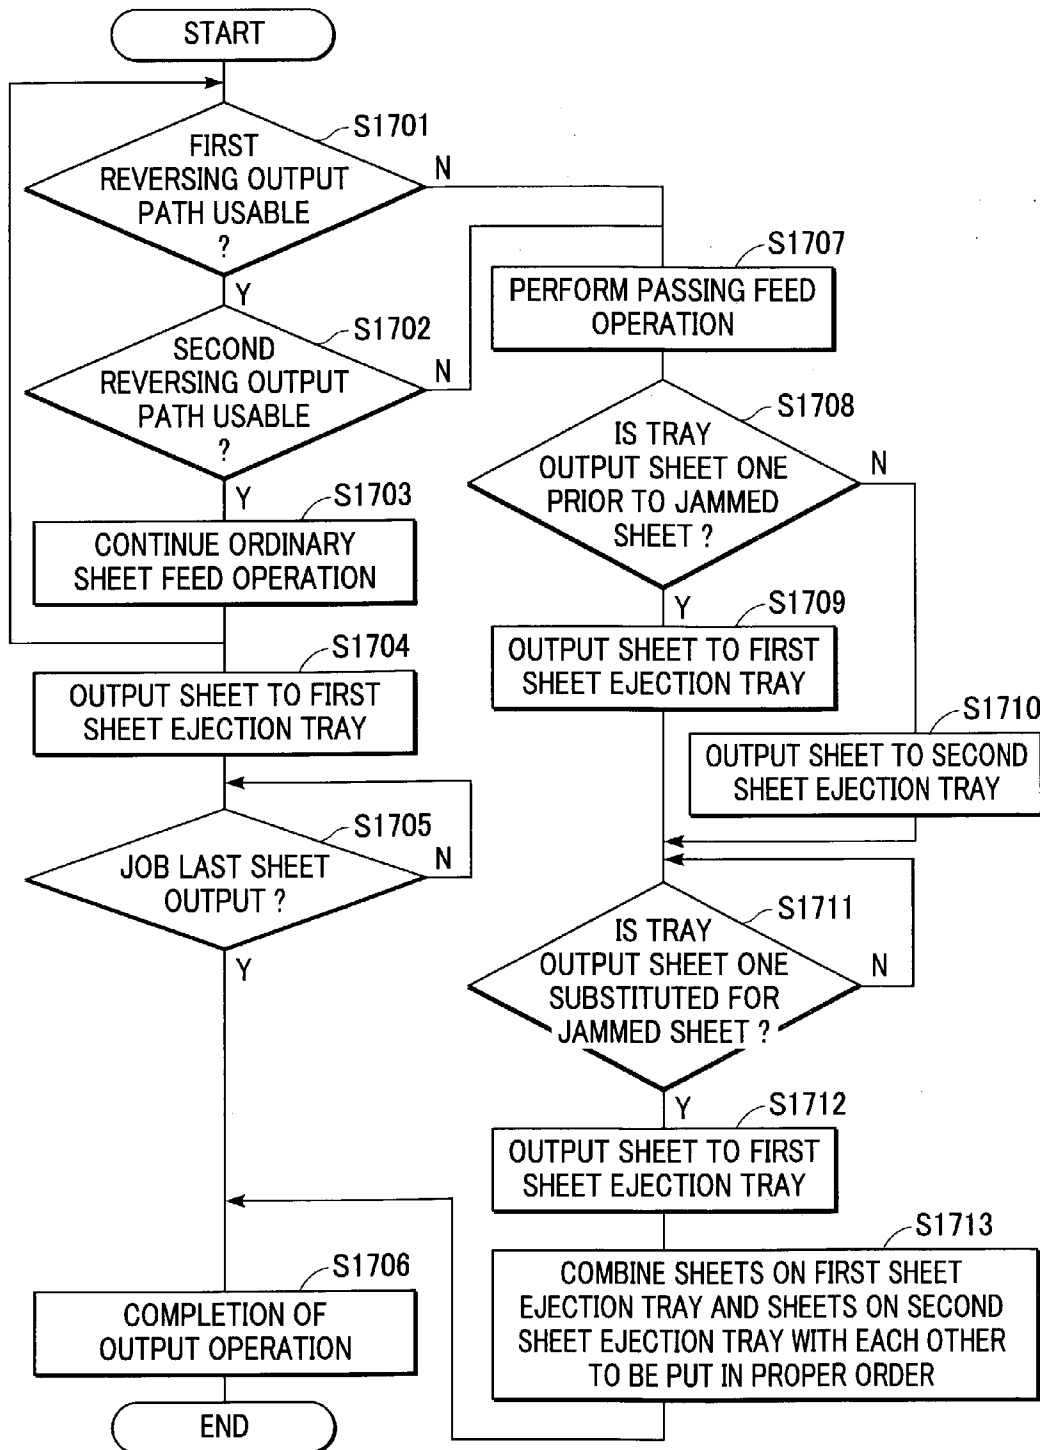 START
S1701
FIRST
REVERSING OUTPUT
PATH USABLE
?
N
Y
S1702
SECOND
REVERSING OUTPUT
PATH USABLE
?
N
Y
S1703
CONTINUE ORDINARY
SHEET FEED OPERATION
S1704
OUTPUT SHEET TO FIRST
SHEET EJECTION TRAY
S1705
JOB LAST SHEET
OUTPUT ?
N
Y
S1706
COMPLETION OF
OUTPUT OPERATION
END
S1707
PERFORM PASSING FEED
OPERATION
S1708
IS TRAY
OUTPUT SHEET ONE
PRIOR TO JAMMED
SHEET ?
N
Y
S1709
OUTPUT SHEET TO FIRST
SHEET EJECTION TRAY
S1710
OUTPUT SHEET TO SECOND
SHEET EJECTION TRAY
S1711
IS TRAY
OUTPUT SHEET ONE
SUBSTITUTED FOR
JAMMED SHEET ?
N
Y
S1712
OUTPUT SHEET TO FIRST
SHEET EJECTION TRAY
S1713
COMBINE SHEETS ON FIRST SHEET
EJECTION TRAY AND SHEETS ON SECOND
SHEET EJECTION TRAY WITH EACH OTHER
TO BE PUT IN PROPER ORDER